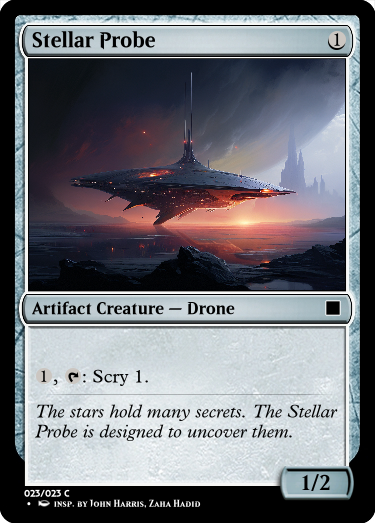 Stellar Probe 1
Artifact Creature — Drone
1, : Scry 1.
The stars hold many secrets. The Stellar
Probe is designed to uncover them.
1/2
023/023 C
• INSP. BY JOHN HARRIS, ZAHA HADID